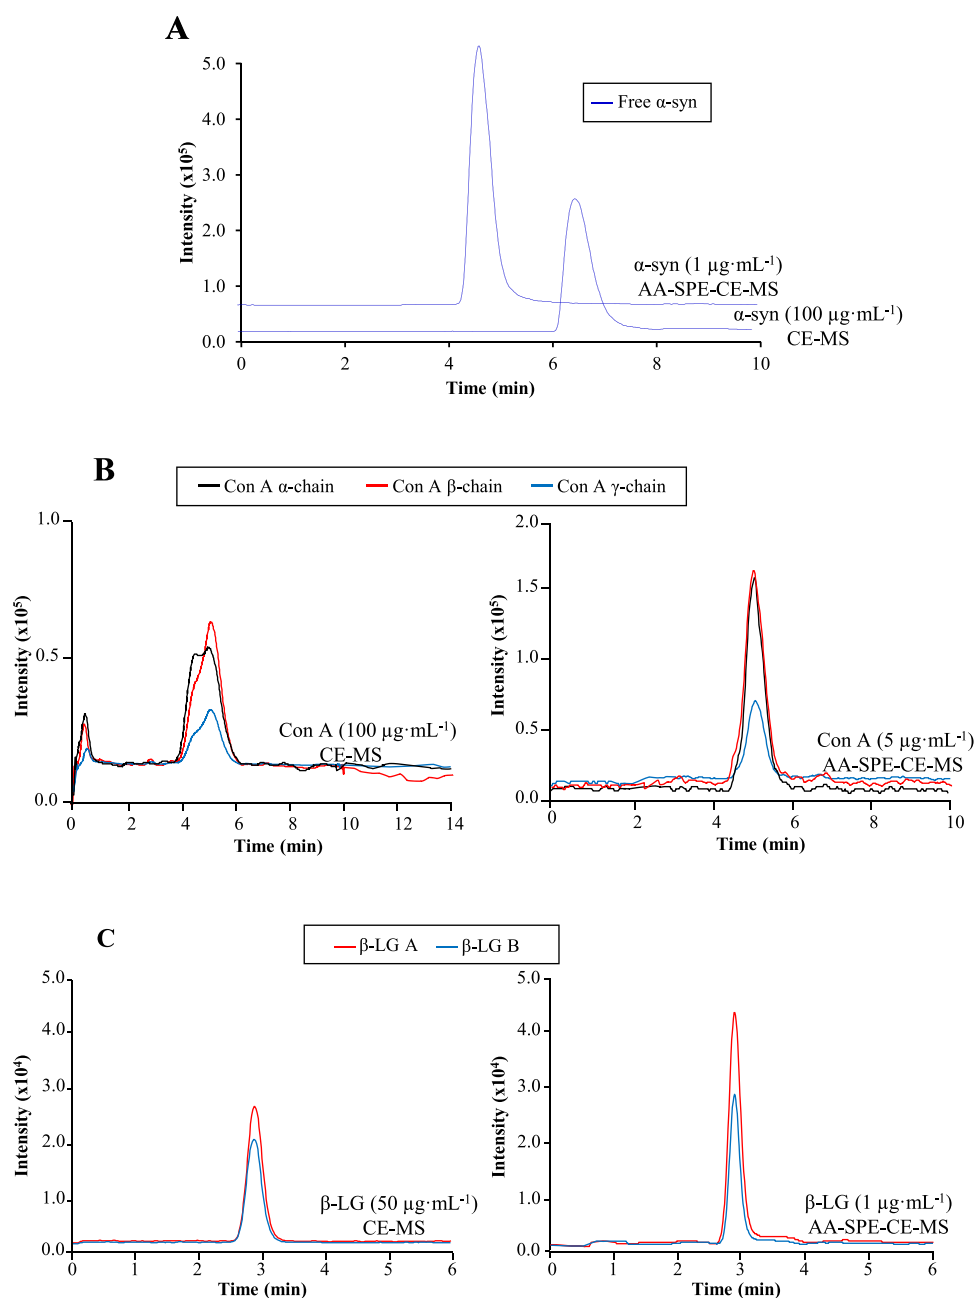 A
Intensity (x10⁵)
5.0
4.0
3.0
2.0
1.0
0.0
Free α-syn
α-syn (1 µg·mL⁻¹)
AA-SPE-CE-MS
α-syn (100 µg·mL⁻¹)
CE-MS
0 2 4 6 8 10
Time (min)
B
Con A α-chain Con A β-chain Con A γ-chain
Intensity (x10⁵)
1.0
0.5
0.0
Con A (100 µg·mL⁻¹)
CE-MS
0 2 4 6 8 10 12 14
Time (min)
Intensity (x10⁵)
2.0
1.5
1.0
0.5
0.0
Con A (5 µg·mL⁻¹)
AA-SPE-CE-MS
0 2 4 6 8 10
Time (min)
C
β-LG A β-LG B
Intensity (x10⁴)
5.0
4.0
3.0
2.0
1.0
0.0
β-LG (50 µg·mL⁻¹)
CE-MS
0 1 2 3 4 5 6
Time (min)
Intensity (x10⁴)
5.0
4.0
3.0
2.0
1.0
0.0
β-LG (1 µg·mL⁻¹)
AA-SPE-CE-MS
0 1 2 3 4 5 6
Time (min)